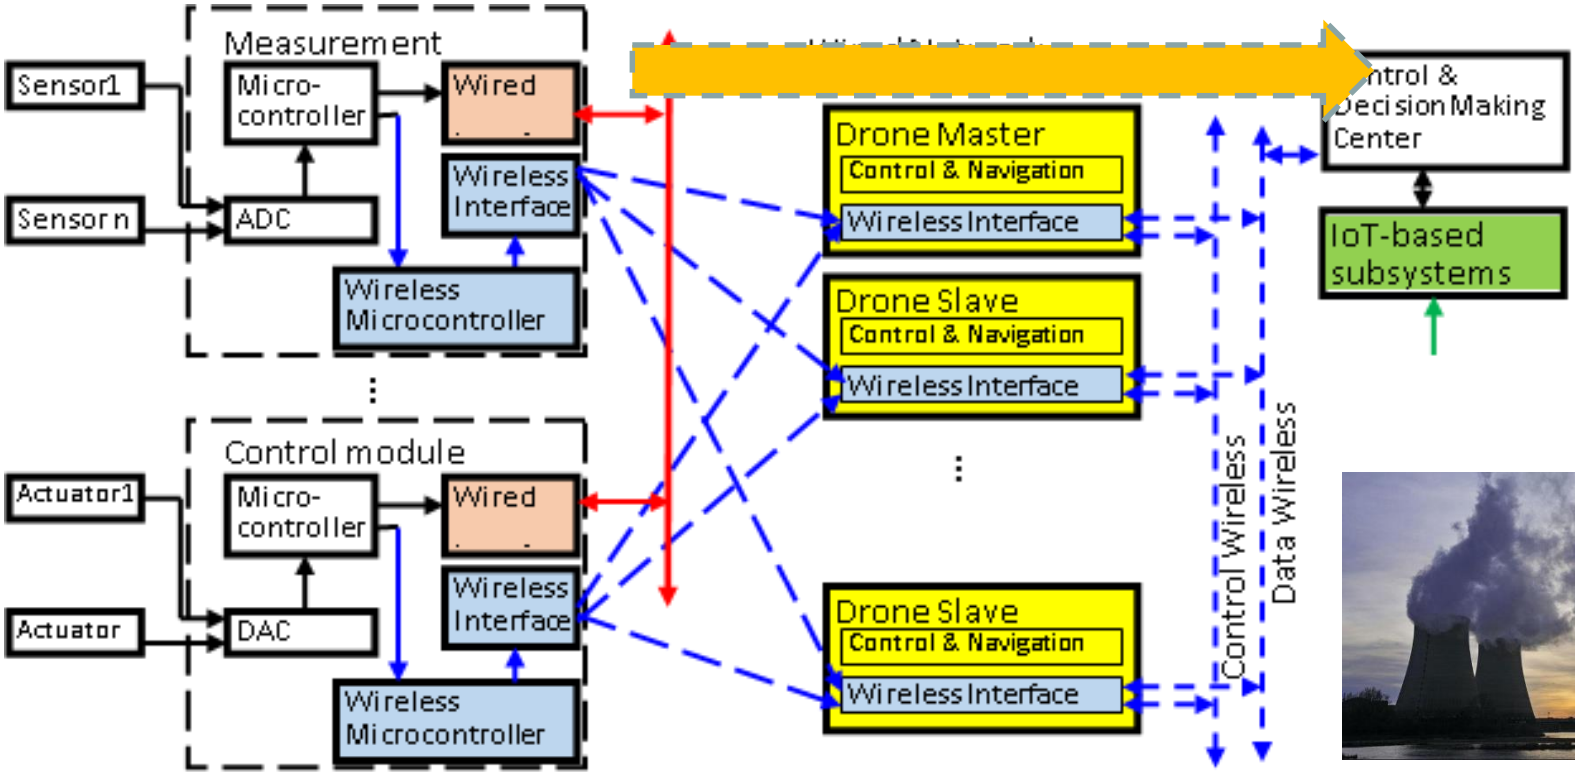 Measurement
Sensor1
Micro-
controller
Wired
Sensor n
ADC
Wireless
Interface
Wireless
Microcontroller
Control module
Actuator1
Micro-
controller
Wired
Actuator
DAC
Wireless
Interface
Wireless
Microcontroller
Drone Master
Control & Navigation
Wireless Interface
Drone Slave
Control & Navigation
Wireless Interface
Drone Slave
Control & Navigation
Wireless Interface
Control Wireless
Data Wireless
ntrol &
Decision Making
Center
IoT-based
subsystems